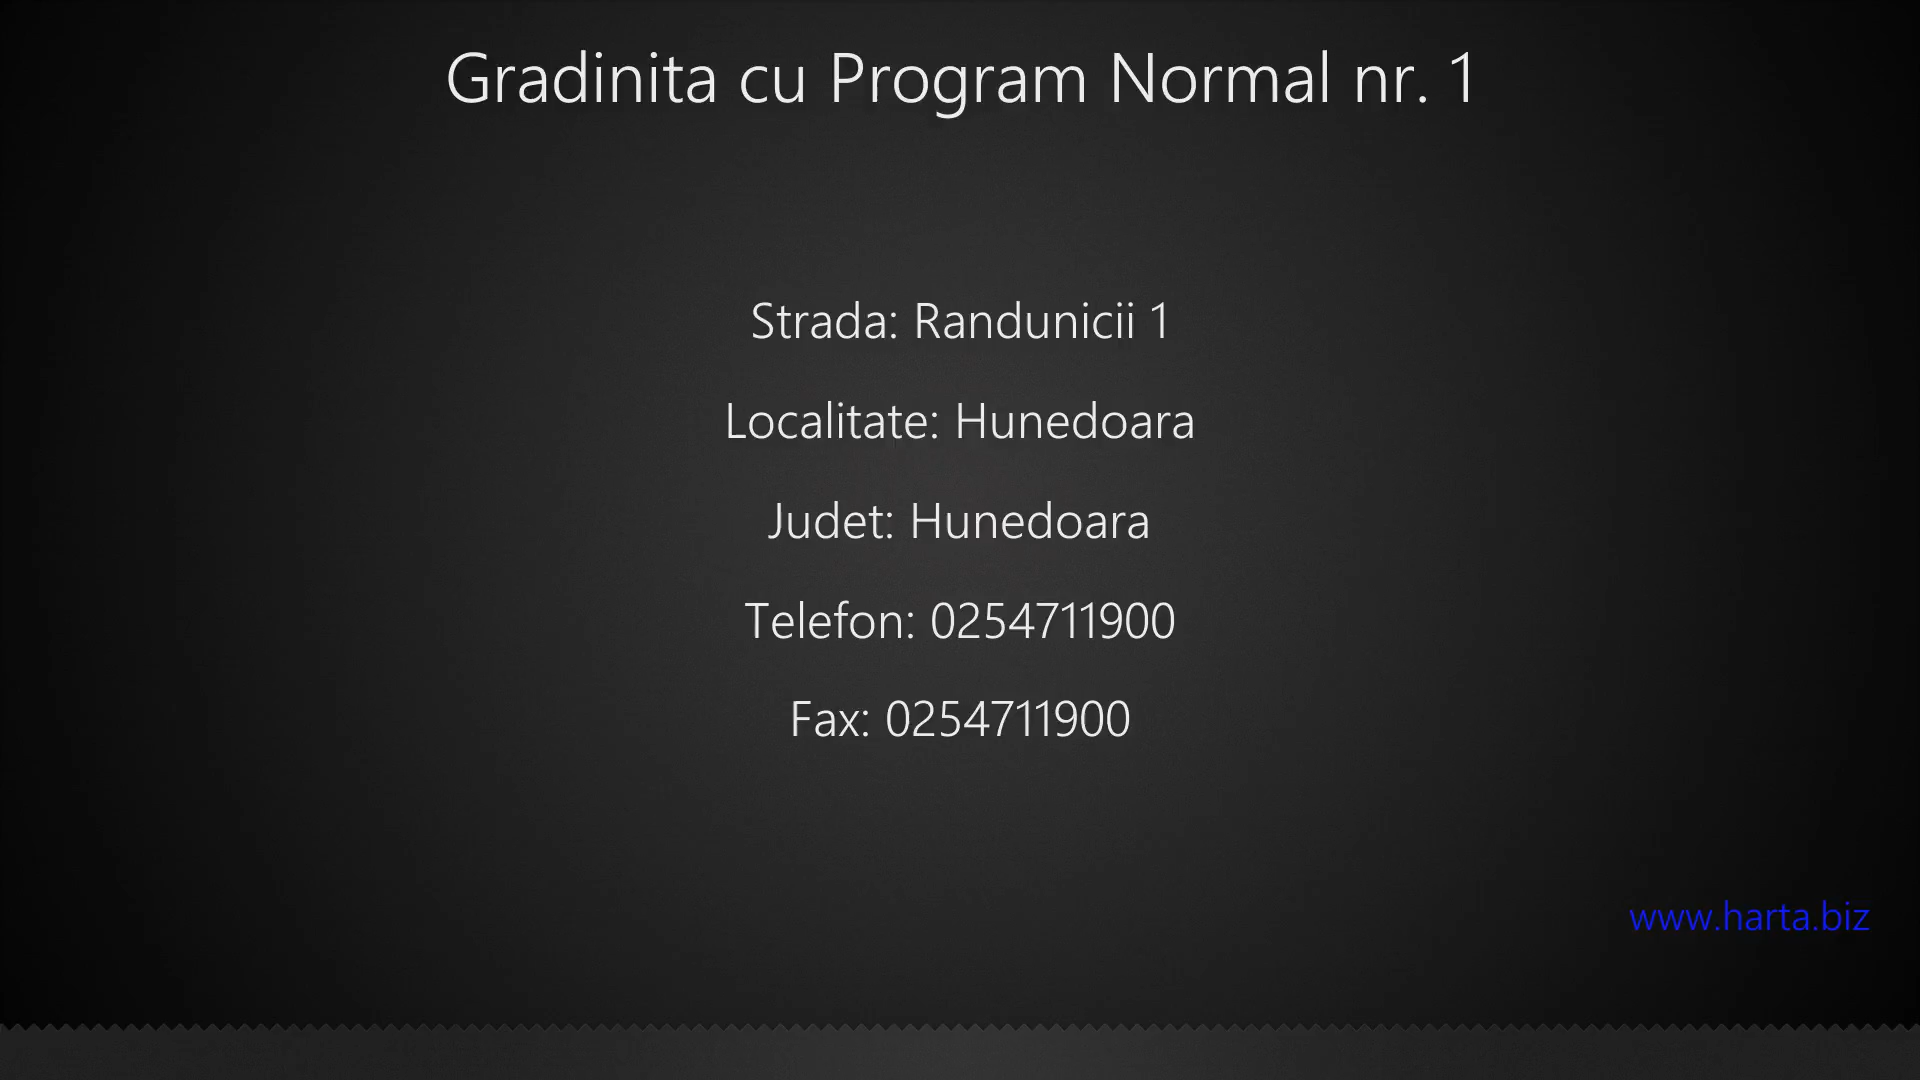 Gradinita cu Program Normal nr. 1
Strada: Randunicii 1
Localitate: Hunedoara
Judet: Hunedoara
Telefon: 0254711900
Fax: 0254711900
www.harta.biz